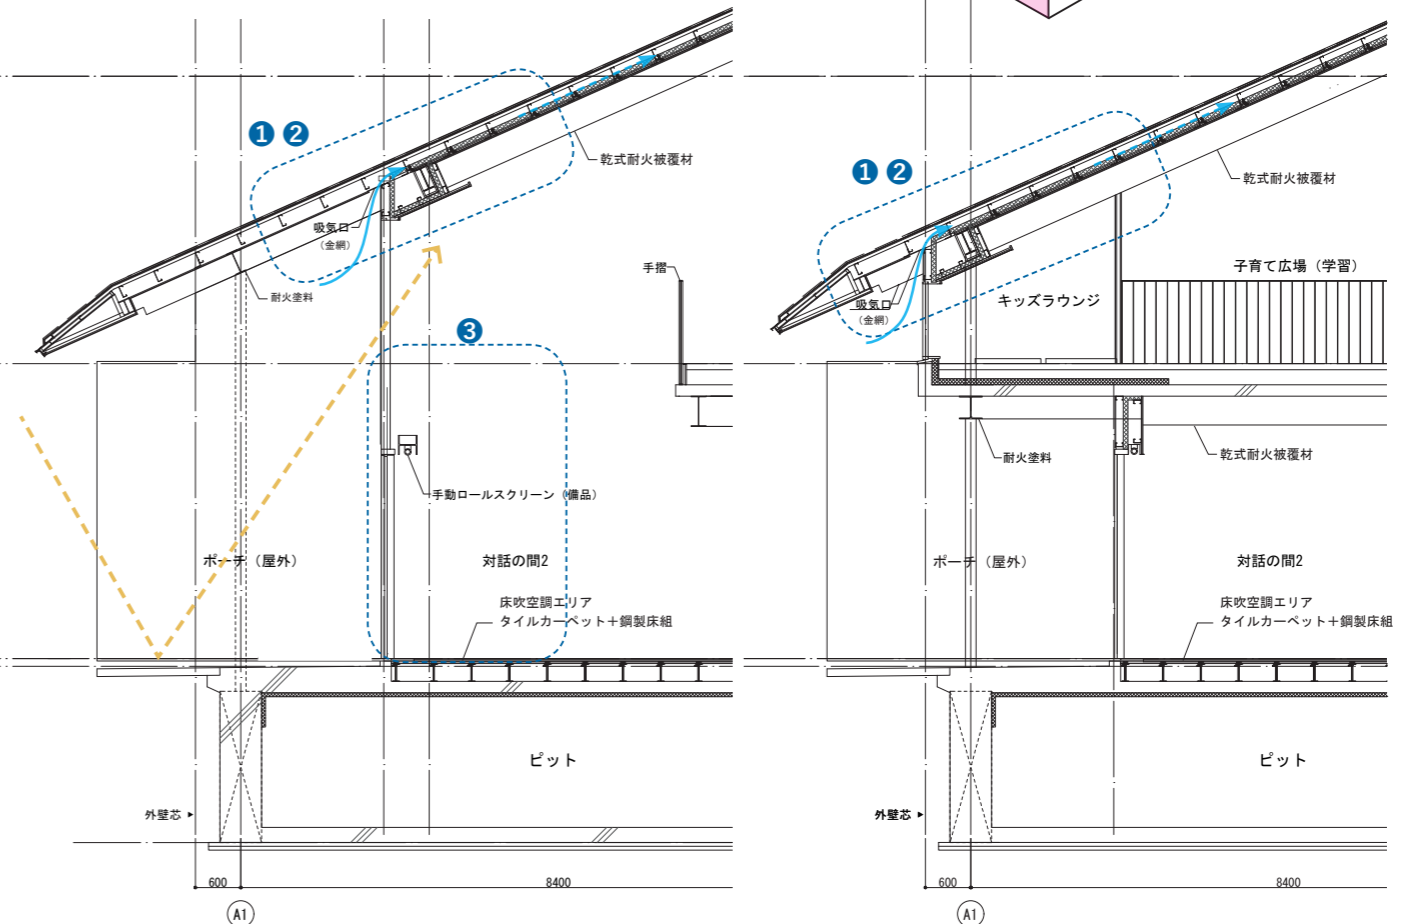 ❶ ❷
乾式耐火被覆材
吸気口
（金網）
耐火塗料
手摺
❸
手動ロールスクリーン（備品）
ポーチ（屋外）
対話の間2
床吹空調エリア
タイルカーペット＋鋼製床組
ピット
外壁芯
600
8400
A1
❶ ❷
乾式耐火被覆材
子育て広場（学習）
キッズラウンジ
吸気口
（金網）
耐火塗料
乾式耐火被覆材
ポーチ（屋外）
対話の間2
床吹空調エリア
タイルカーペット＋鋼製床組
ピット
外壁芯
600
8400
A1